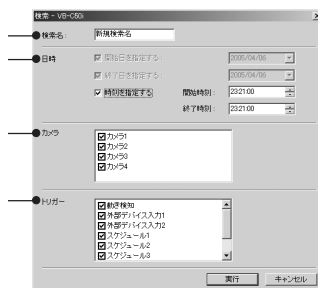 検索 - VB-C50i
検索名: 新規検索名
日時 開始日を指定する: 2005/04/06
終了日を指定する: 2005/04/06
時刻を指定する 開始時刻: 23:21:00
終了時刻: 23:21:00
カメラ
カメラ1
カメラ2
カメラ3
カメラ4
トリガー
動き検知
外部デバイス入力1
外部デバイス入力2
スケジュール1
スケジュール2
スケジュール3
実行 キャンセル